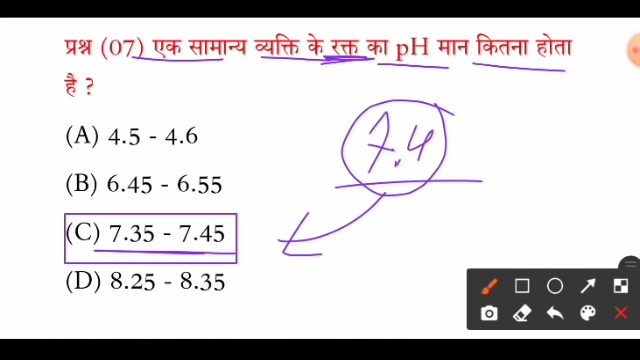 प्रश्न (07) एक सामान्य व्यक्ति के रक्त का pH मान कितना होता
है ?
(A) 4.5 - 4.6
7.4
(B) 6.45 - 6.55
(C) 7.35 - 7.45
(D) 8.25 - 8.35